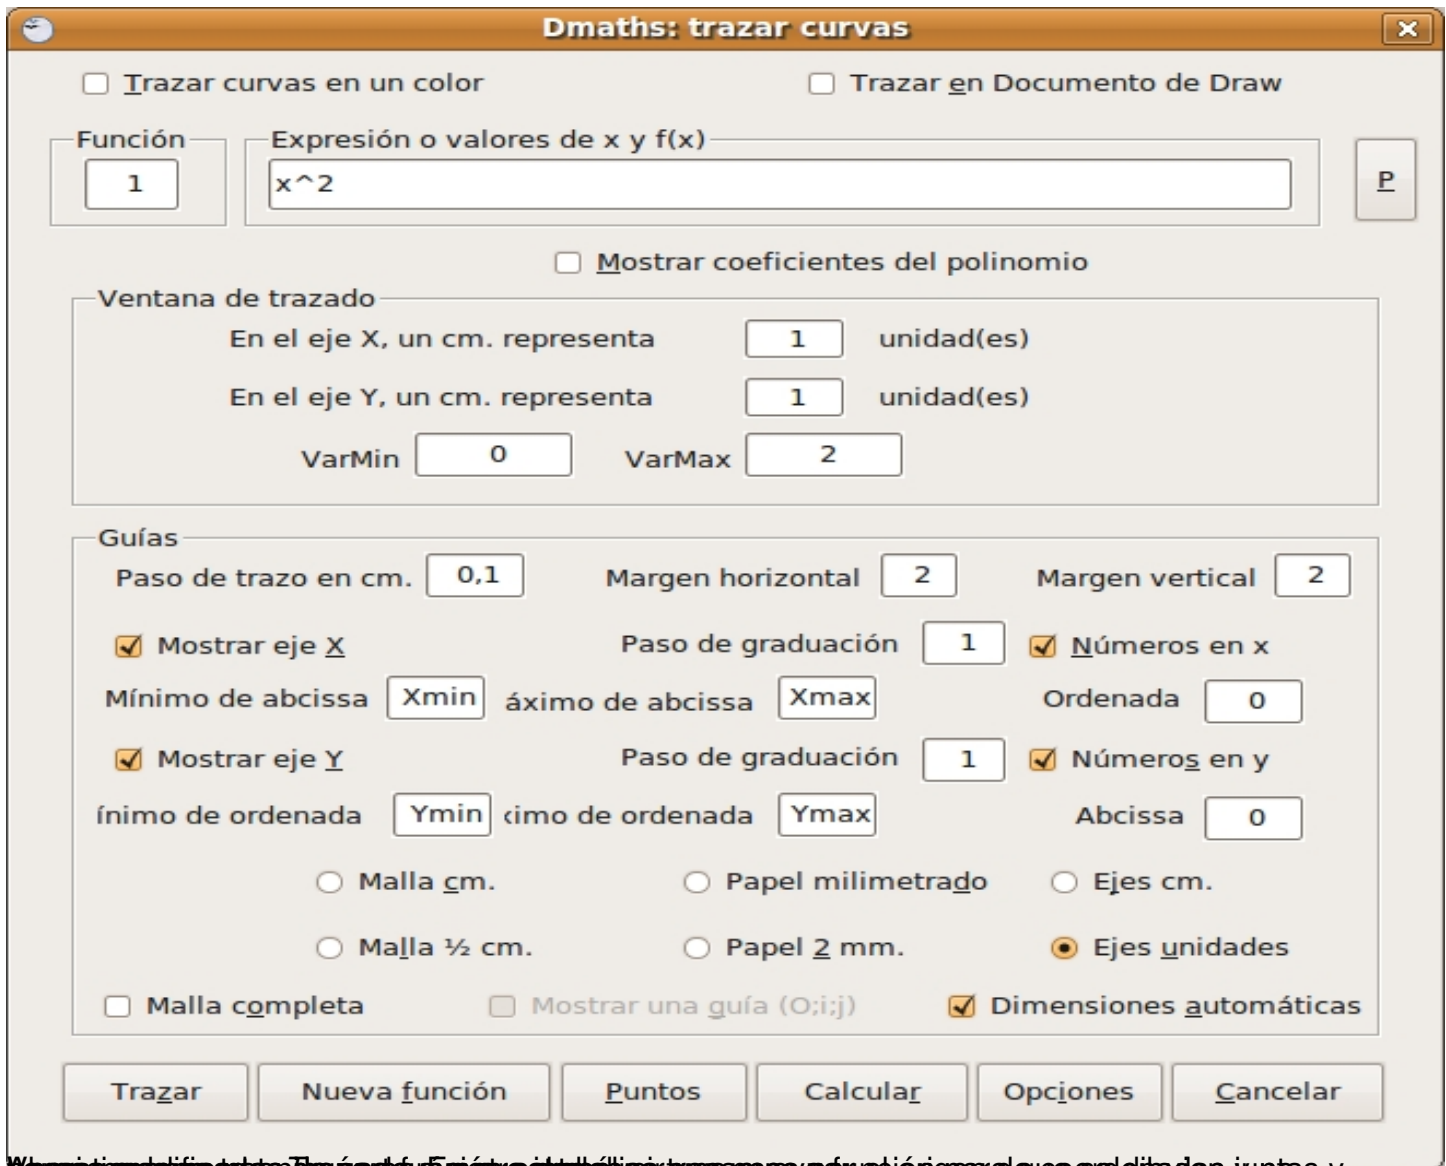 Dmaths: trazar curvas
Trazar curvas en un color Trazar en Documento de Draw
Función Expresión o valores de x y f(x)
1 x^2 P
Mostrar coeficientes del polinomio
Ventana de trazado
En el eje X, un cm. representa 1 unidad(es)
En el eje Y, un cm. representa 1 unidad(es)
VarMin 0 VarMax 2
Guías
Paso de trazo en cm. 0,1 Margen horizontal 2 Margen vertical 2
Mostrar eje X Paso de graduación 1 Números en x
Mínimo de abcissa Xmin áximo de abcissa Xmax Ordenada 0
Mostrar eje Y Paso de graduación 1 Números en y
ínimo de ordenada Ymin ximo de ordenada Ymax Abcissa 0
Malla cm. Papel milimetrado Ejes cm.
Malla ½ cm. Papel 2 mm. Ejes unidades
Malla completa Mostrar una guía (O;i;j) Dimensiones automáticas
Trazar Nueva función Puntos Calcular Opciones Cancelar